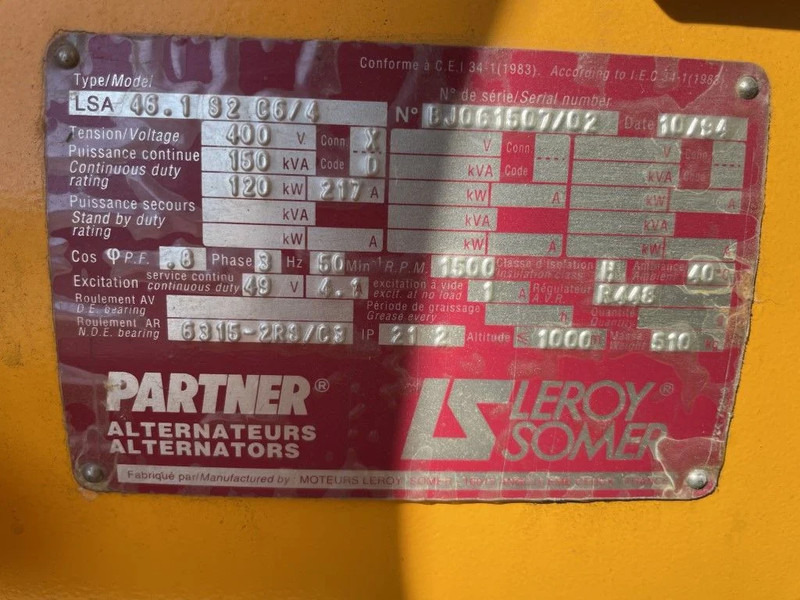 Conforme à C.E.I 34-1(1983). According to I.E.C 34-1(1983)
Type/Model
LSA 46.1 S2 C6/4
N° de série/Serial number
N° BJ061507/02 Date 10/94
Tension/Voltage 400 V Conn. X V Conn. V
Puissance continue 150 kVA Code D kVA Code kVA
Continuous duty rating 120 kW 217 A kW A kW A
Puissance secours kVA kVA kVA
Stand by duty rating kW A kW A kW A
Cos φ P.F. .8 Phase 3 Hz 50 Min-1 R.P.M. 1500 Classe d'isolation Insulation class H Ambiance 40
Excitation service continu continuous duty 49 V 4. excitation à vide excit. at no load 1 A Régulateur A.V.R. R448
Roulement AV
D.E. bearing
Période de graissage
Grease every h Quantité
Quantity
Roulement AR
N.D.E. bearing 6315-2RS/C3 IP 21 2 Altitude ≤ 1000 m Masse 510
PARTNER®
ALTERNATEURS
ALTERNATORS
LS LEROY®
SOMER
Fabriqué par/Manufactured by : MOTEURS LEROY-SOMER